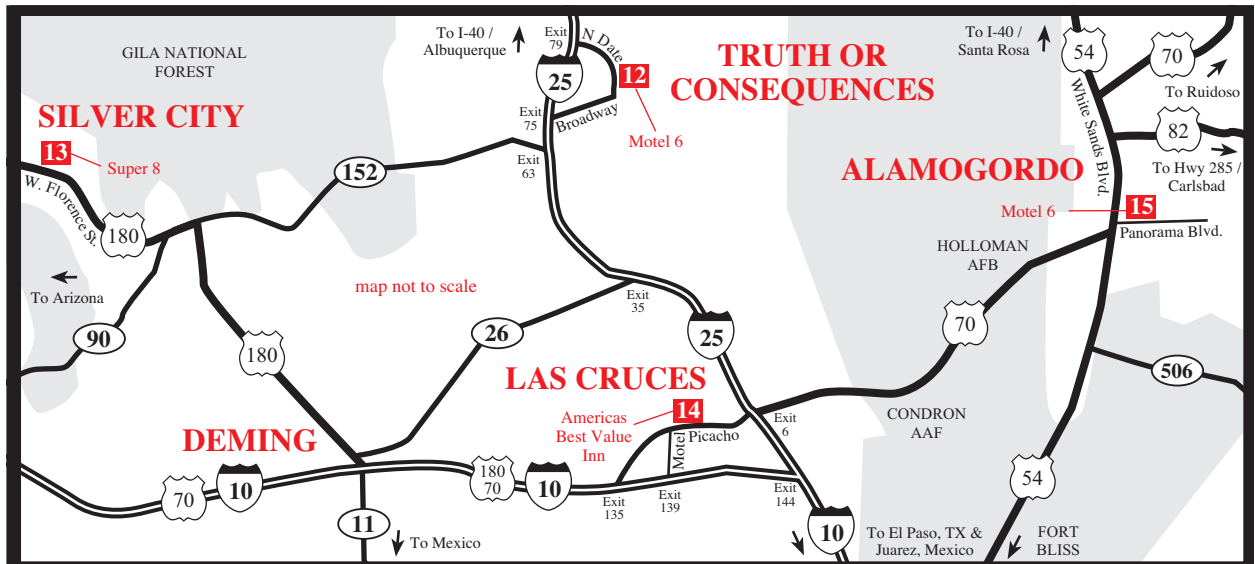 To I-40 /
Albuquerque
Exit
79
N Date
12
25
TRUTH OR
CONSEQUENCES
To I-40 /
Santa Rosa
54
70
To Ruidoso
GILA NATIONAL
FOREST
SILVER CITY
13
Super 8
W. Florence St.
180
152
Exit
75
Broadway
Motel 6
Exit
63
White Sands Blvd.
82
To Hwy 285 /
Carlsbad
ALAMOGORDO
Motel 6
15
Panorama Blvd.
HOLLOMAN
AFB
To Arizona
90
map not to scale
180
26
Exit
35
25
70
506
LAS CRUCES
Americas
Best Value
Inn
14
Motel
Picacho
Exit
6
CONDRON
AAF
DEMING
70
10
180
70
10
Exit
135
Exit
139
Exit
144
54
11
To Mexico
10
To El Paso, TX &
Juarez, Mexico
FORT
BLISS